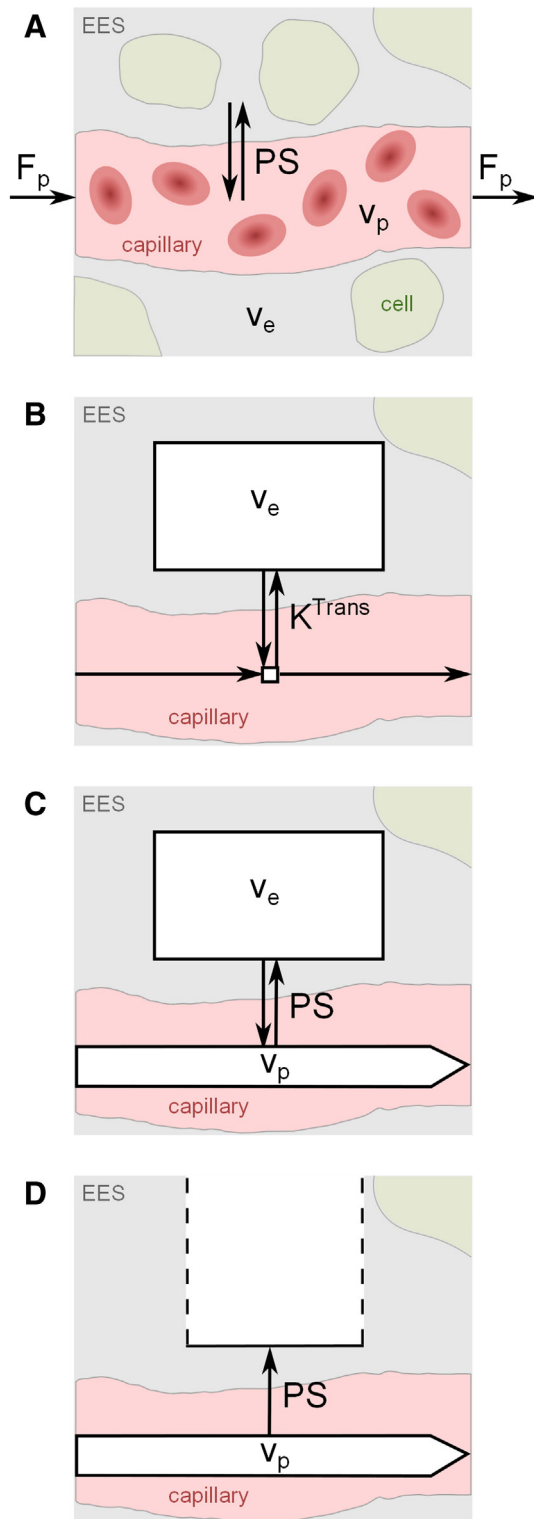 A
EES
F_p
PS
F_p
v_p
capillary
v_e
cell
B
EES
v_e
K^Trans
capillary
C
EES
v_e
PS
v_p
capillary
D
EES
PS
v_p
capillary